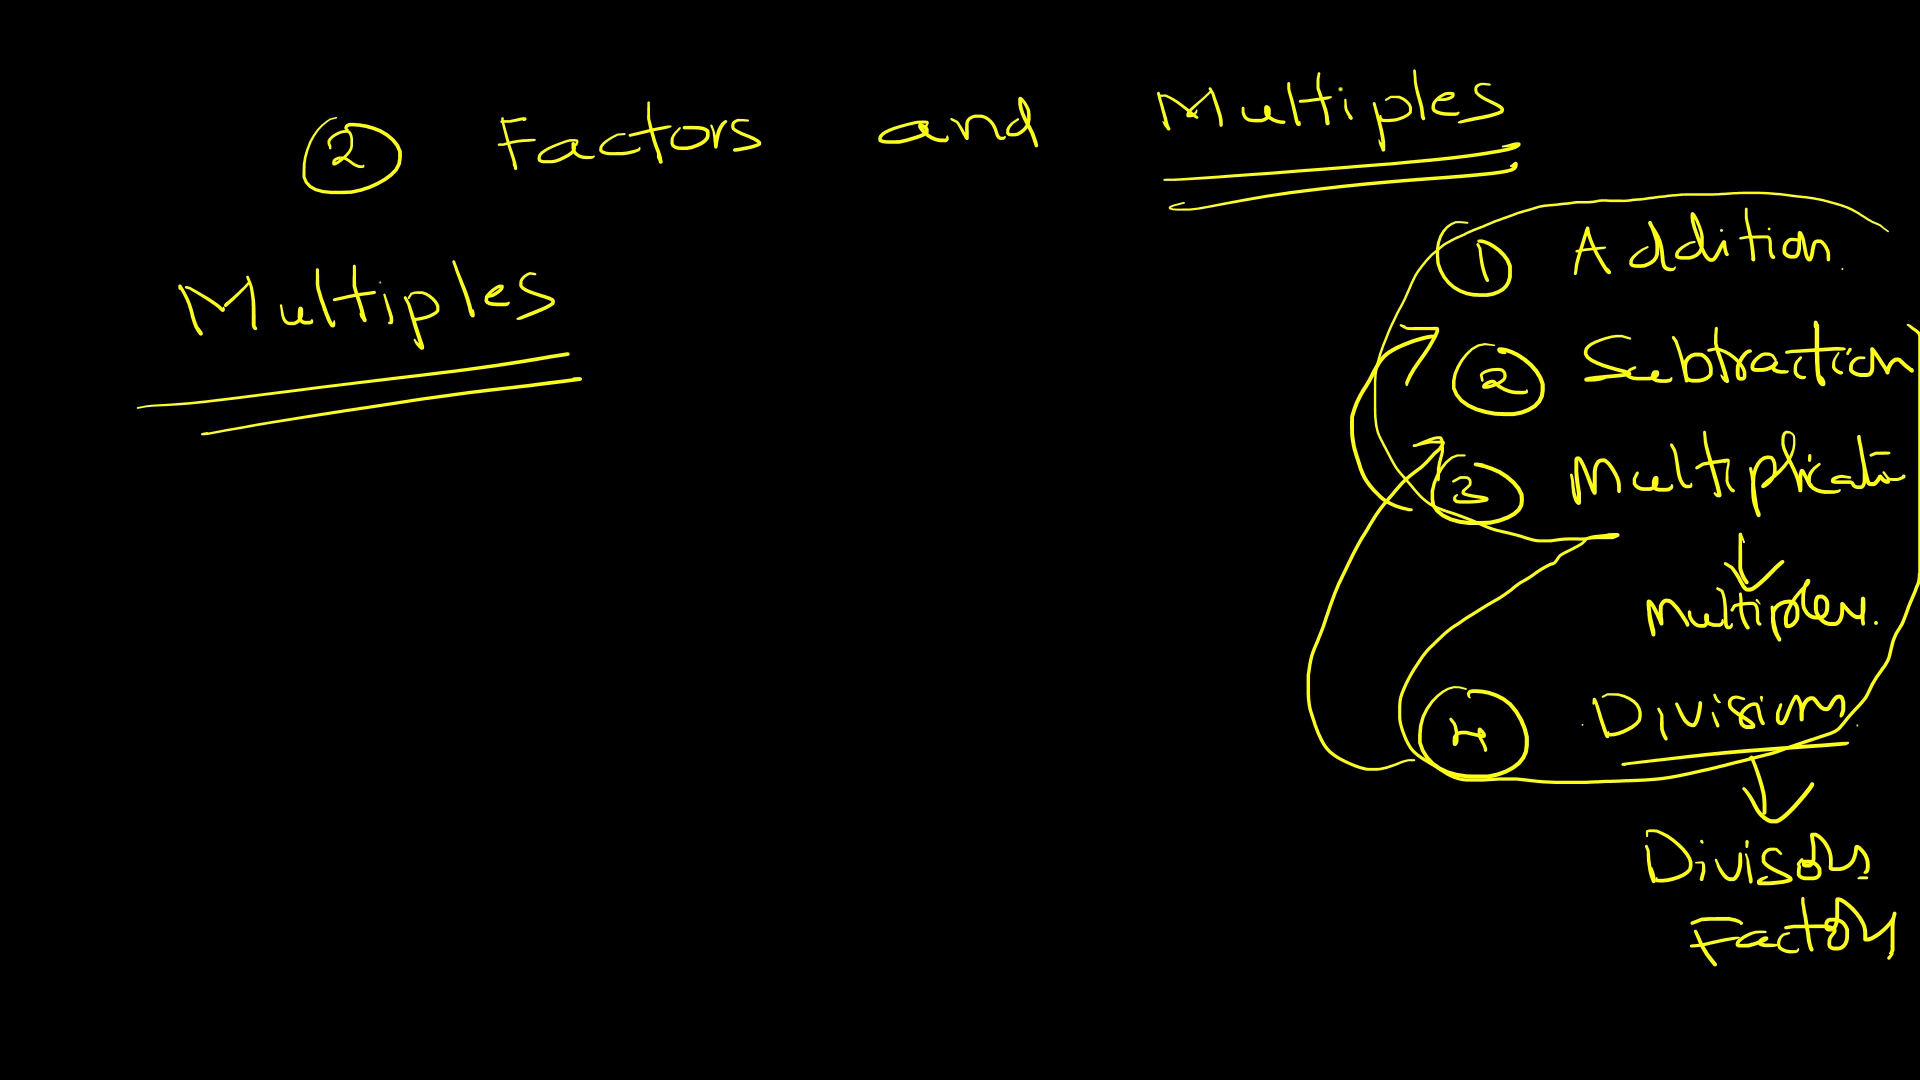 ② Factors and Multiples
Multiples
① Addition
② Subtraction
③ Multiplicati
Multiples.
④ Division
Divisors
Factors